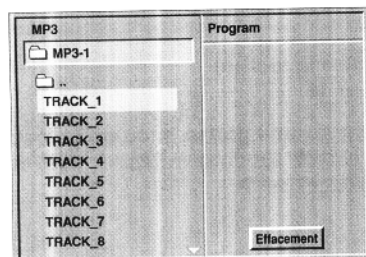 MP3
MP3-1
..
TRACK_1
TRACK_2
TRACK_3
TRACK_4
TRACK_5
TRACK_6
TRACK_7
TRACK_8
Program
Effacement